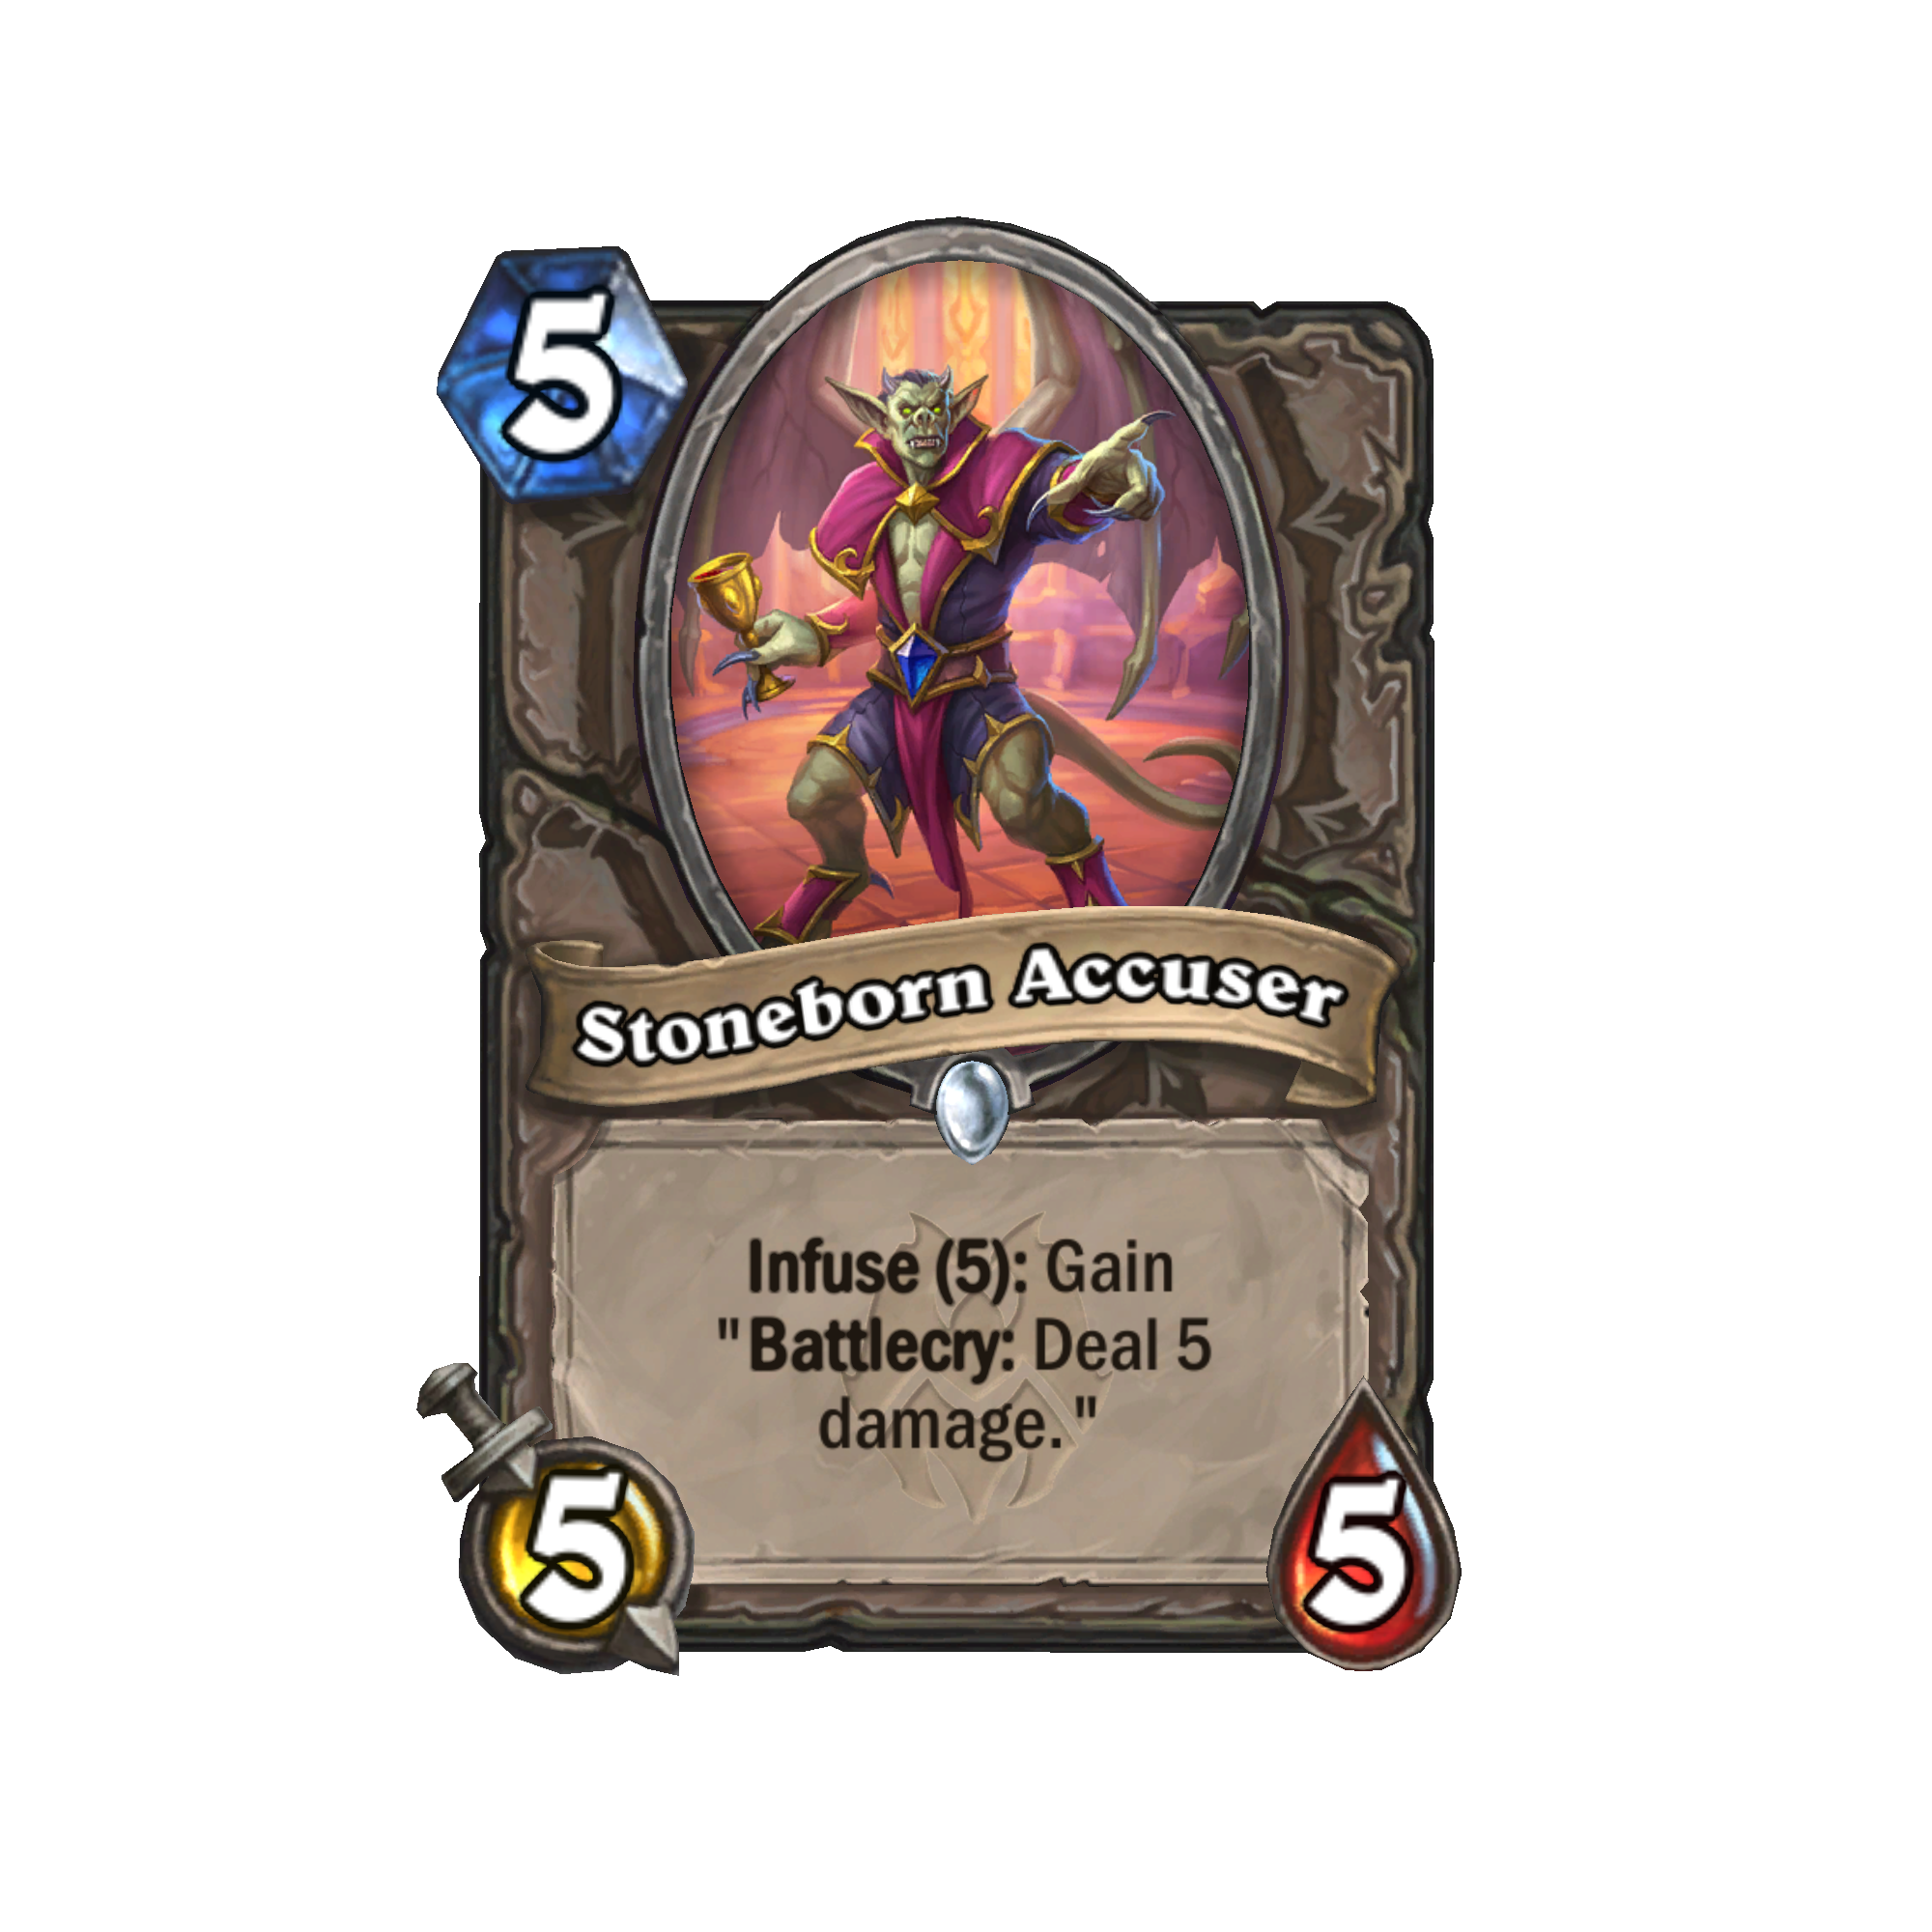 5
Stoneborn Accuser
Infuse (5): Gain
"Battlecry: Deal 5
damage."
5
5